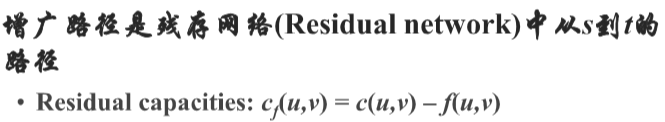 增广路径是残存网络(Residual network)中从s到t的
路径
• Residual capacities: c_f(u,v) = c(u,v) – f(u,v)